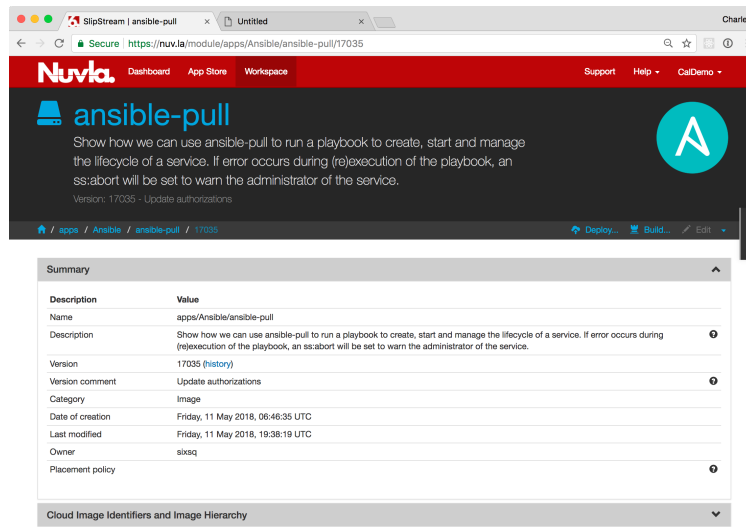 SlipStream | ansible-pull
Untitled
Charle
Secure https://nuv.la/module/apps/Ansible/ansible-pull/17035
Nuvla.
Dashboard App Store Workspace Support Help CalDemo
ansible-pull
Show how we can use ansible-pull to run a playbook to create, start and manage
the lifecycle of a service. If error occurs during (re)execution of the playbook, an
ss:abort will be set to warn the administrator of the service.
Version: 17035 - Update authorizations
/ apps / Ansible / ansible-pull / 17035 Deploy... Build... Edit
Summary
Description Value
Name apps/Ansible/ansible-pull
Description Show how we can use ansible-pull to run a playbook to create, start and manage the lifecycle of a service. If error occurs during
(re)execution of the playbook, an ss:abort will be set to warn the administrator of the service.
Version 17035 (history)
Version comment Update authorizations
Category Image
Date of creation Friday, 11 May 2018, 06:46:35 UTC
Last modified Friday, 11 May 2018, 19:38:19 UTC
Owner sixsq
Placement policy
Cloud Image Identifiers and Image Hierarchy